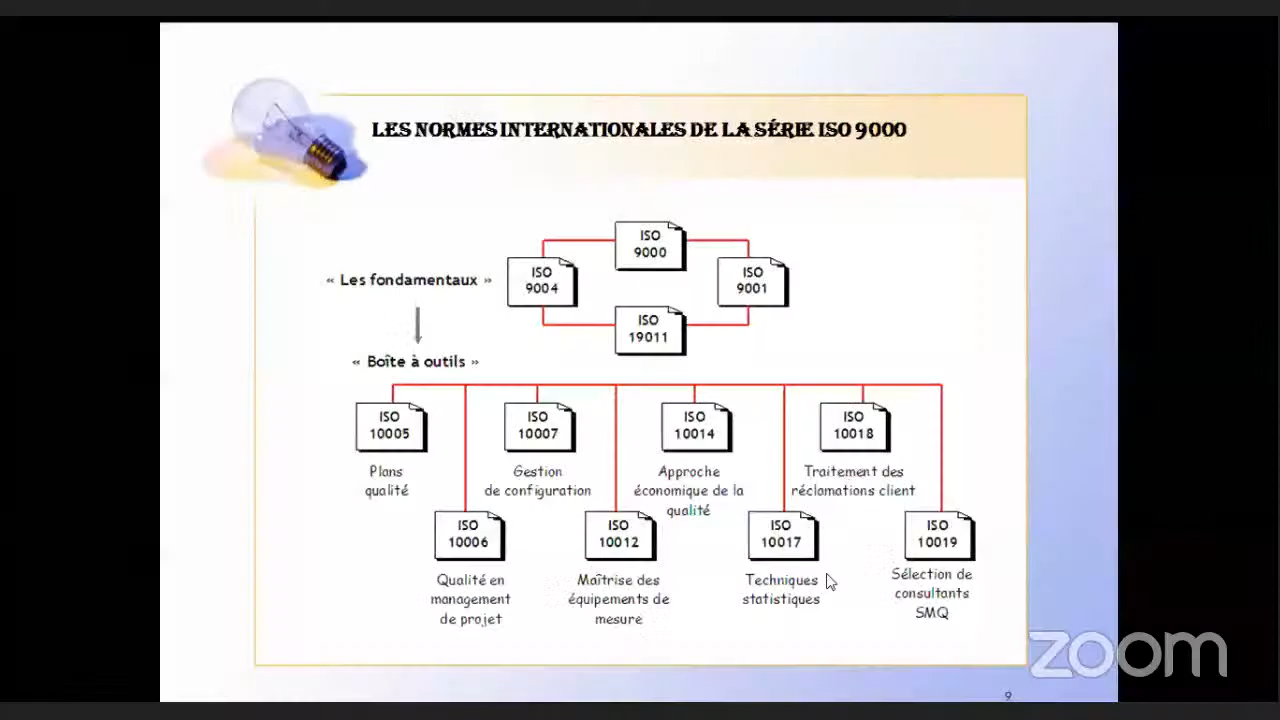 LES NORMES INTERNATIONALES DE LA SÉRIE ISO 9000
ISO
9000
« Les fondamentaux »
ISO
9004
ISO
9001
ISO
19011
« Boîte à outils »
ISO
10005
Plans
qualité
ISO
10007
Gestion
de configuration
ISO
10014
Approche
économique de la
qualité
ISO
10018
Traitement des
réclamations client
ISO
10006
Qualité en
management
de projet
ISO
10012
Maîtrise des
équipements de
mesure
ISO
10017
Techniques
statistiques
ISO
10019
Sélection de
consultants
SMQ
zoom
9